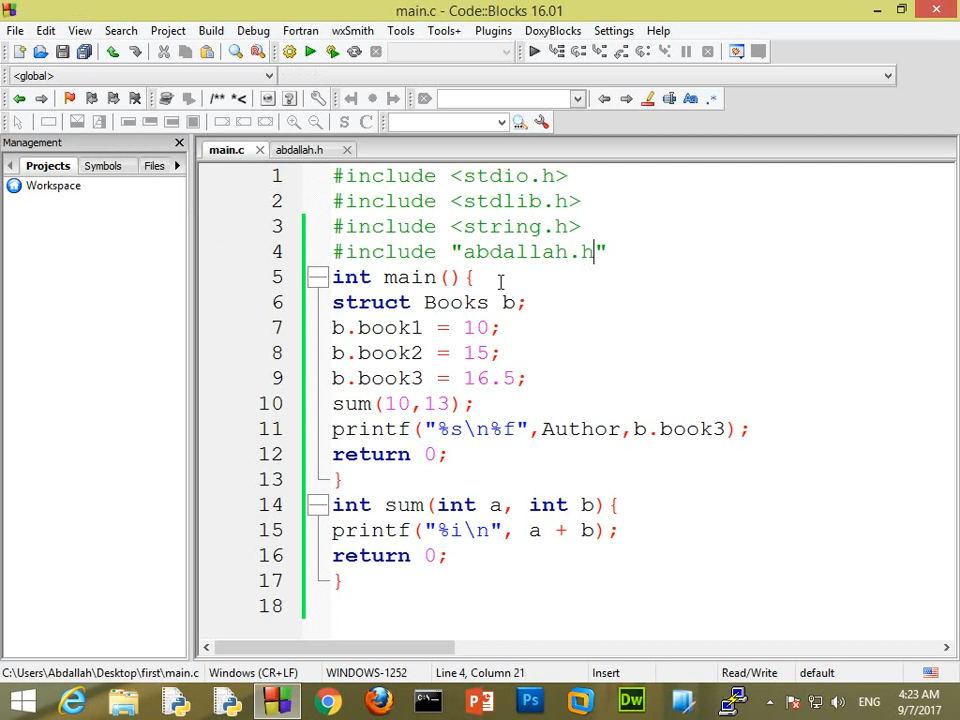 main.c - Code::Blocks 16.01
File Edit View Search Project Build Debug Fortran wxSmith Tools Tools+ Plugins DoxyBlocks Settings Help
<global>
/** *<
S C
Management
main.c abdallah.h
Projects Symbols Files
Workspace
1 #include <stdio.h>
2 #include <stdlib.h>
3 #include <string.h>
4 #include "abdallah.h"
5 int main(){
6 struct Books b;
7 b.book1 = 10;
8 b.book2 = 15;
9 b.book3 = 16.5;
10 sum(10,13);
11 printf("%s\n%f",Author,b.book3);
12 return 0;
13 }
14 int sum(int a, int b){
15 printf("%i\n", a + b);
16 return 0;
17 }
18
C:\Users\Abdallah\Desktop\first\main.c Windows (CR+LF) WINDOWS-1252 Line 4, Column 21 Insert Read/Write default
Ps Dw ENG 4:23 AM
9/7/2017